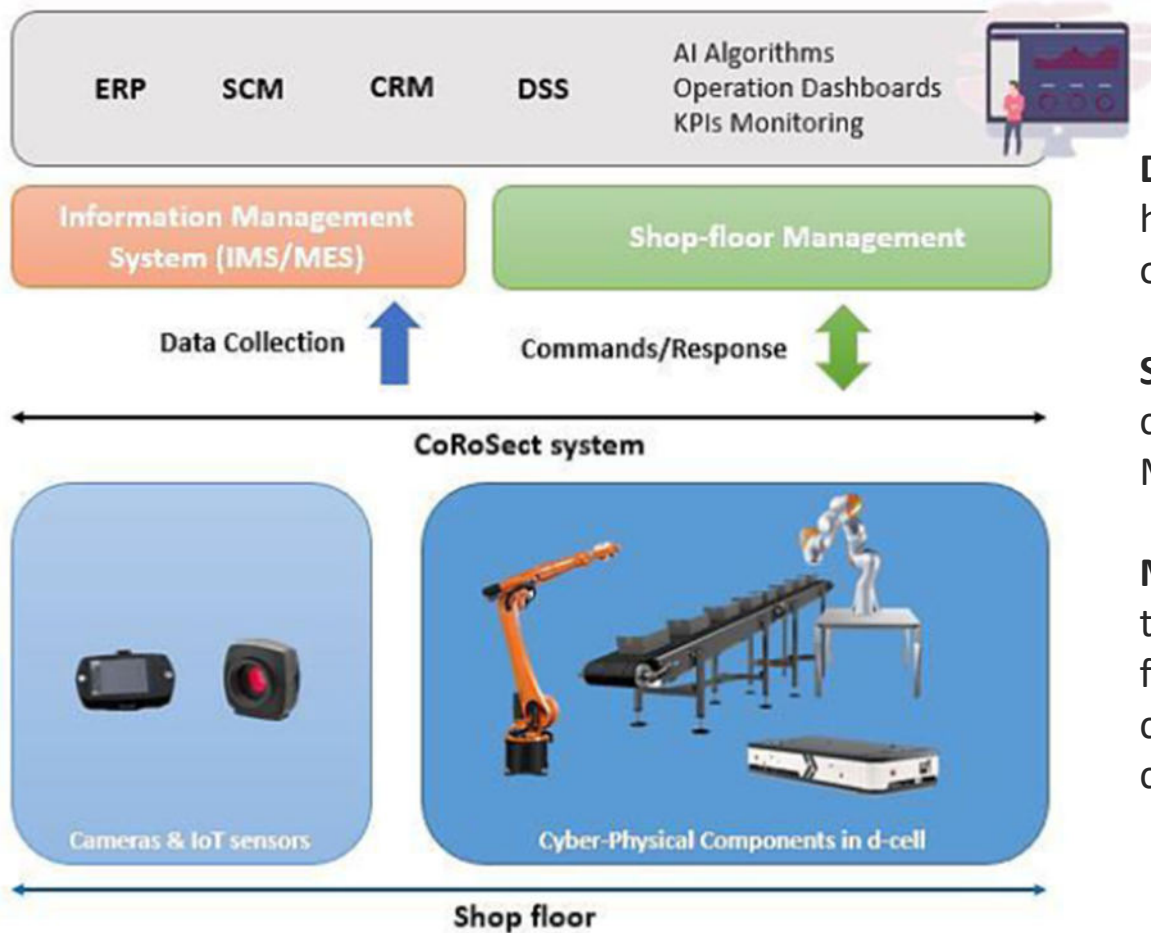 ERP SCM CRM DSS
AI Algorithms
Operation Dashboards
KPIs Monitoring
Information Management
System (IMS/MES)
Shop-floor Management
Data Collection
Commands/Response
CoRoSect system
Cameras & IoT sensors
Cyber-Physical Components in d-cell
Shop floor